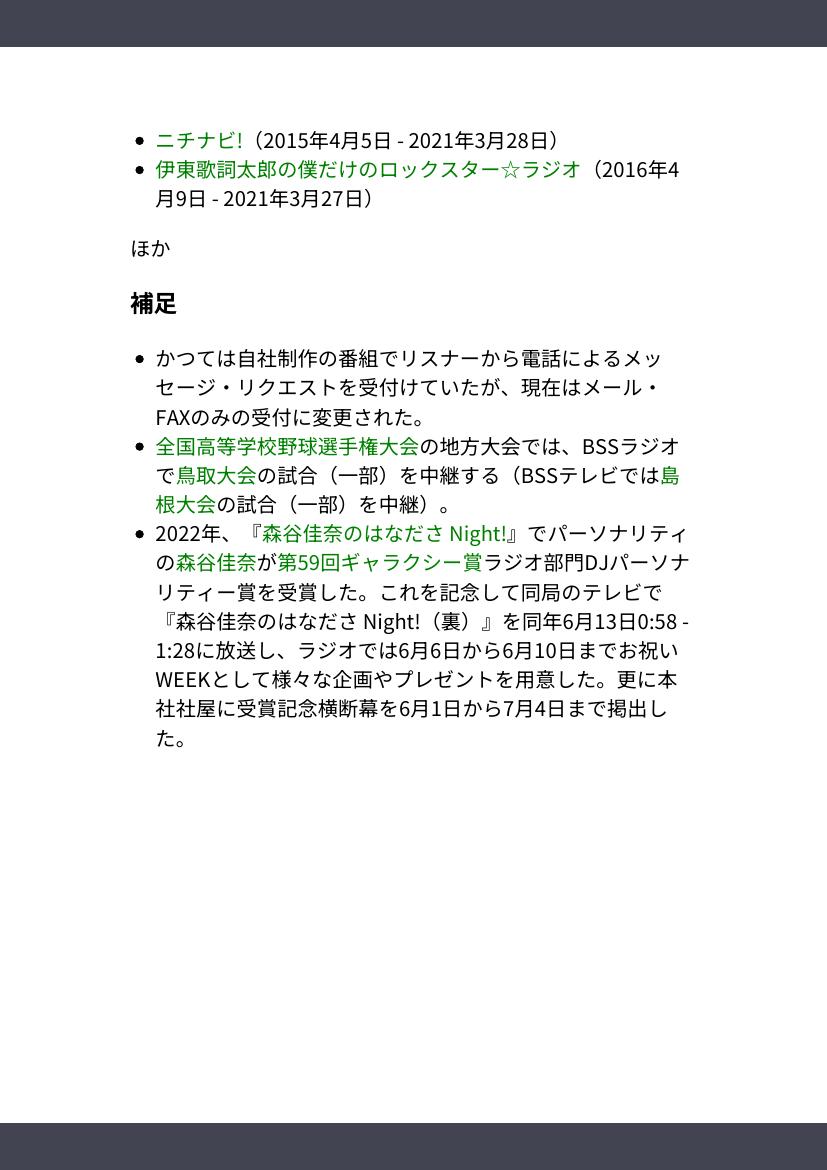 ニチナビ!（2015年4月5日 - 2021年3月28日）
伊東歌詞太郎の僕だけのロックスター☆ラジオ（2016年4
月9日 - 2021年3月27日）
ほか
補足
かつては自社制作の番組でリスナーから電話によるメッ
セージ・リクエストを受付けていたが、現在はメール・
FAXのみの受付に変更された。
全国高等学校野球選手権大会の地方大会では、BSSラジオ
で鳥取大会の試合（一部）を中継する（BSSテレビでは島
根大会の試合（一部）を中継）。
2022年、『森谷佳奈のはなださ Night!』でパーソナリティ
の森谷佳奈が第59回ギャラクシー賞ラジオ部門DJパーソナ
リティー賞を受賞した。これを記念して同局のテレビで
『森谷佳奈のはなださ Night!（裏）』を同年6月13日0:58 -
1:28に放送し、ラジオでは6月6日から6月10日までお祝い
WEEKとして様々な企画やプレゼントを用意した。更に本
社社屋に受賞記念横断幕を6月1日から7月4日まで掲出し
た。